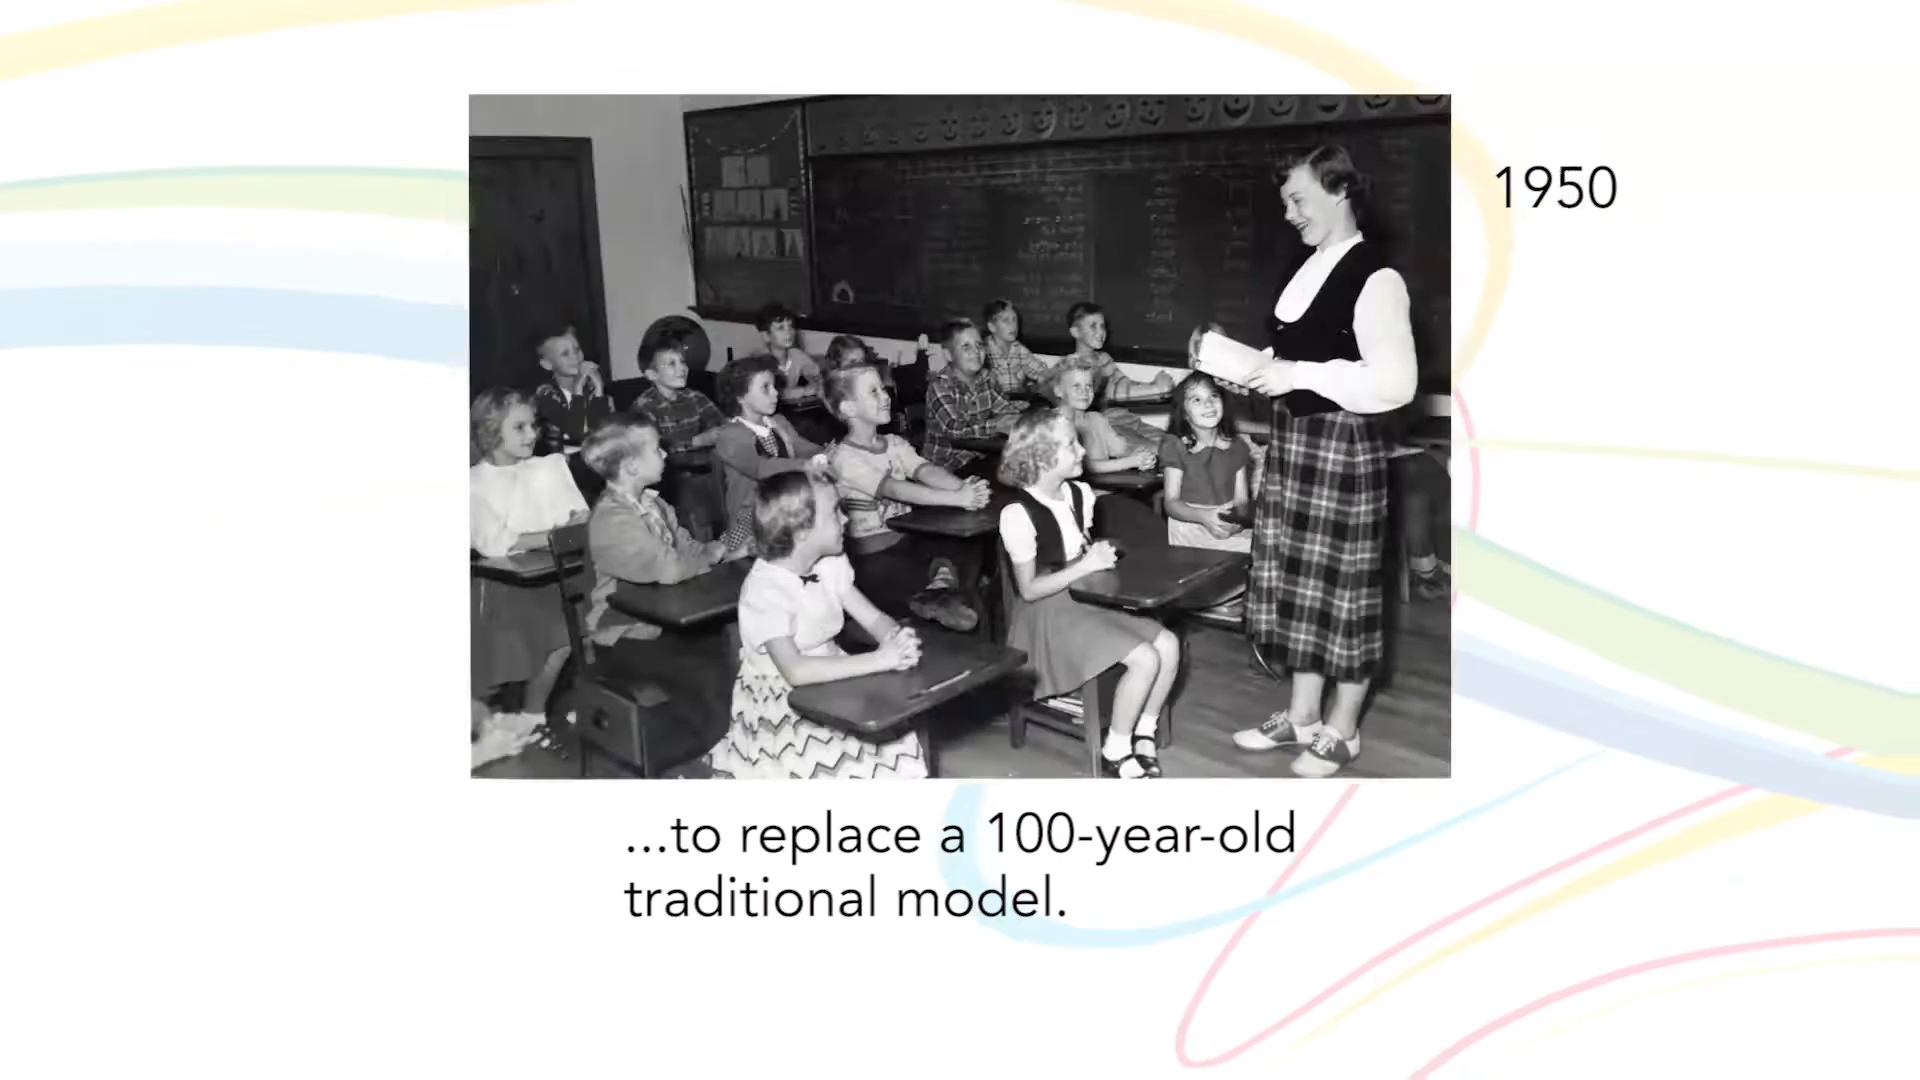 1950
...to replace a 100-year-old
traditional model.